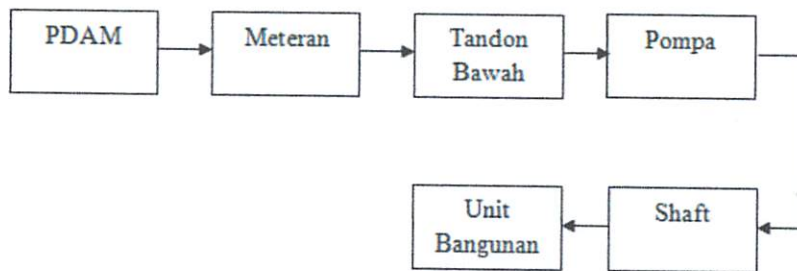 PDAM
Meteran
Tandon
Bawah
Pompa
Unit
Bangunan
Shaft